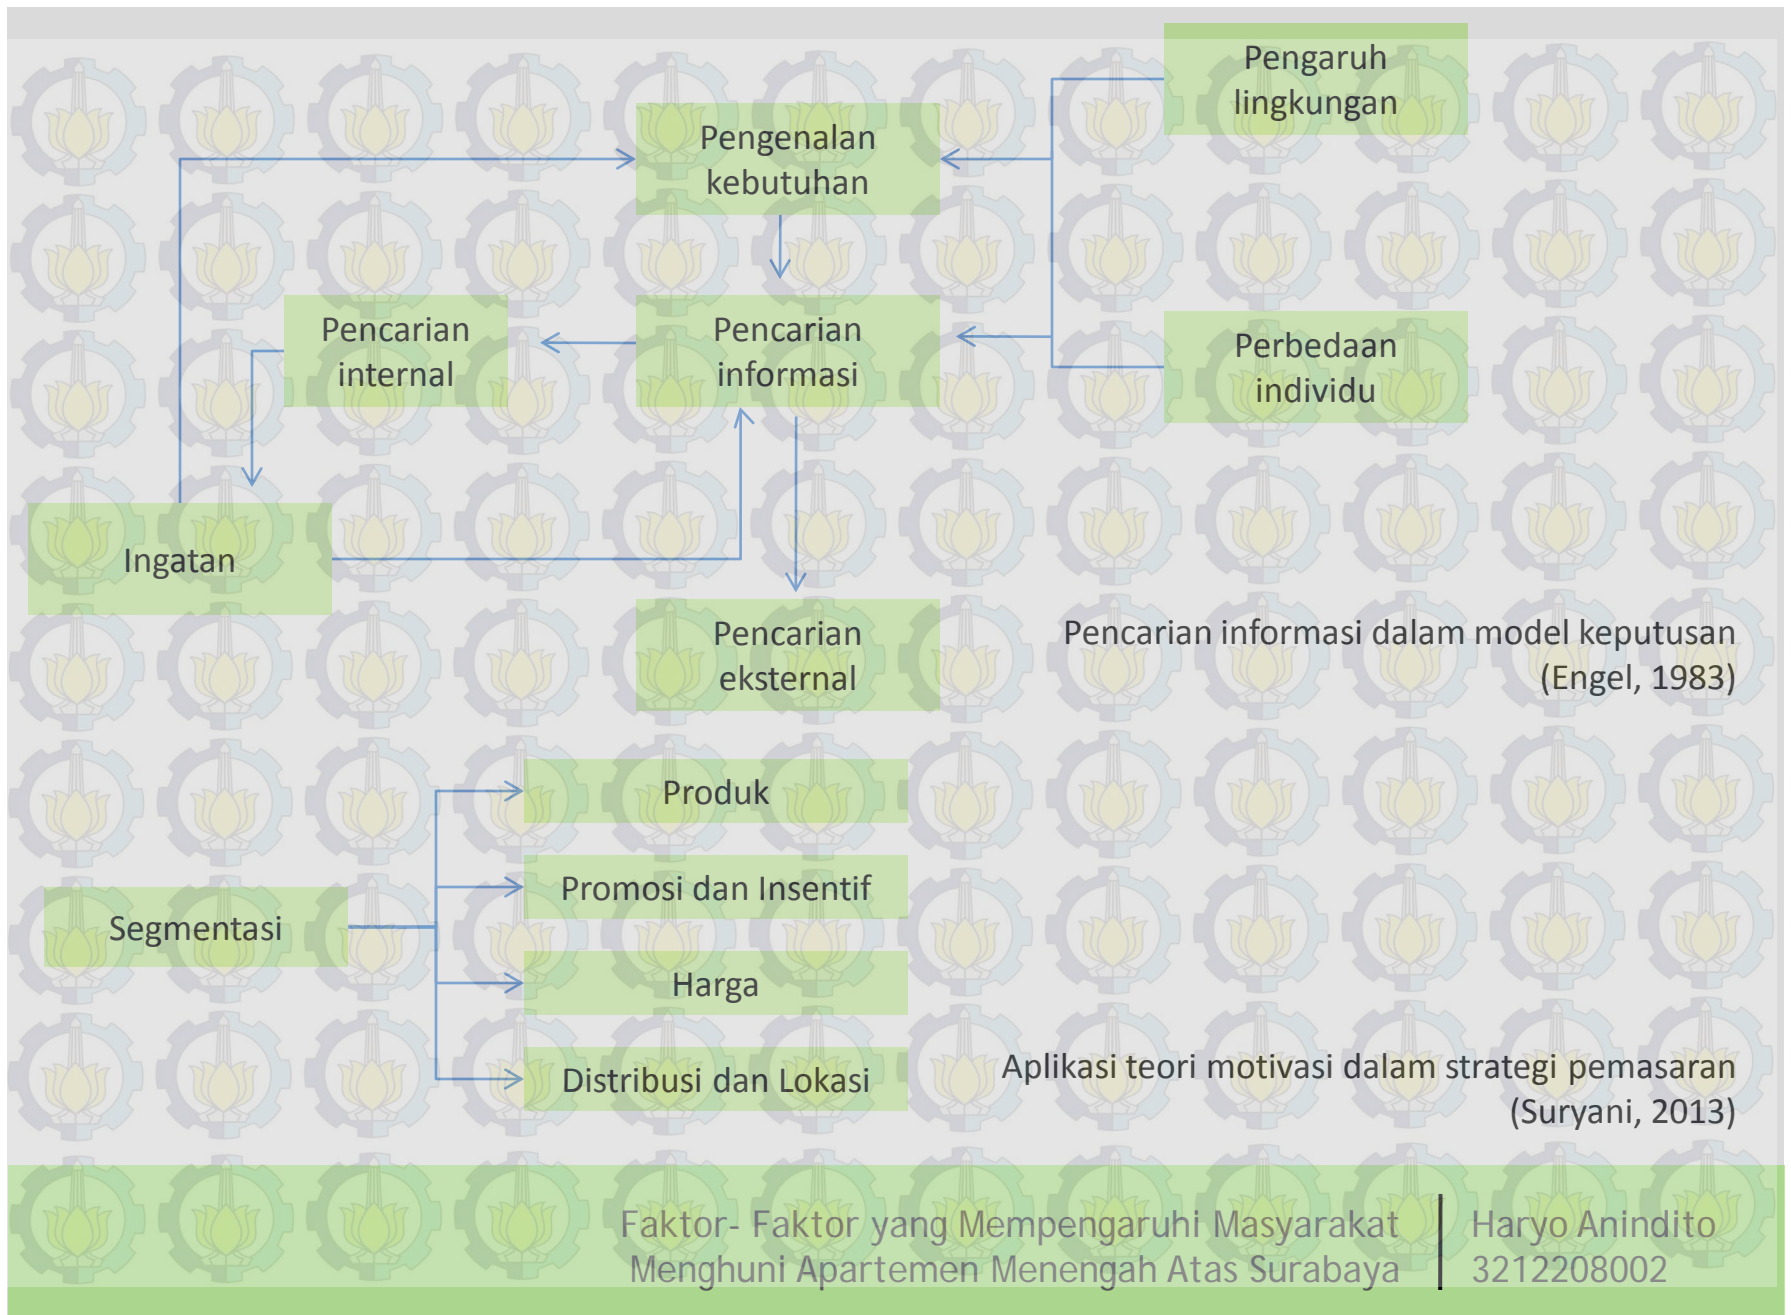 Pengaruh
lingkungan
Pengenalan
kebutuhan
Pencarian
internal
Pencarian
informasi
Perbedaan
individu
Ingatan
Pencarian
eksternal
Pencarian informasi dalam model keputusan
(Engel, 1983)
Produk
Promosi dan Insentif
Segmentasi
Harga
Distribusi dan Lokasi
Aplikasi teori motivasi dalam strategi pemasaran
(Suryani, 2013)
Faktor- Faktor yang Mempengaruhi Masyarakat
Menghuni Apartemen Menengah Atas Surabaya
Haryo Anindito
3212208002